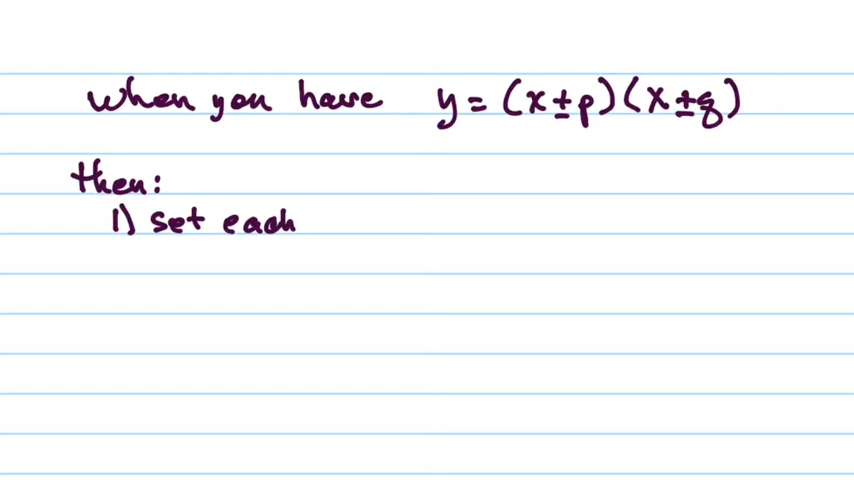 when you have y = (x ± p)(x ± q)
then:
1) set each